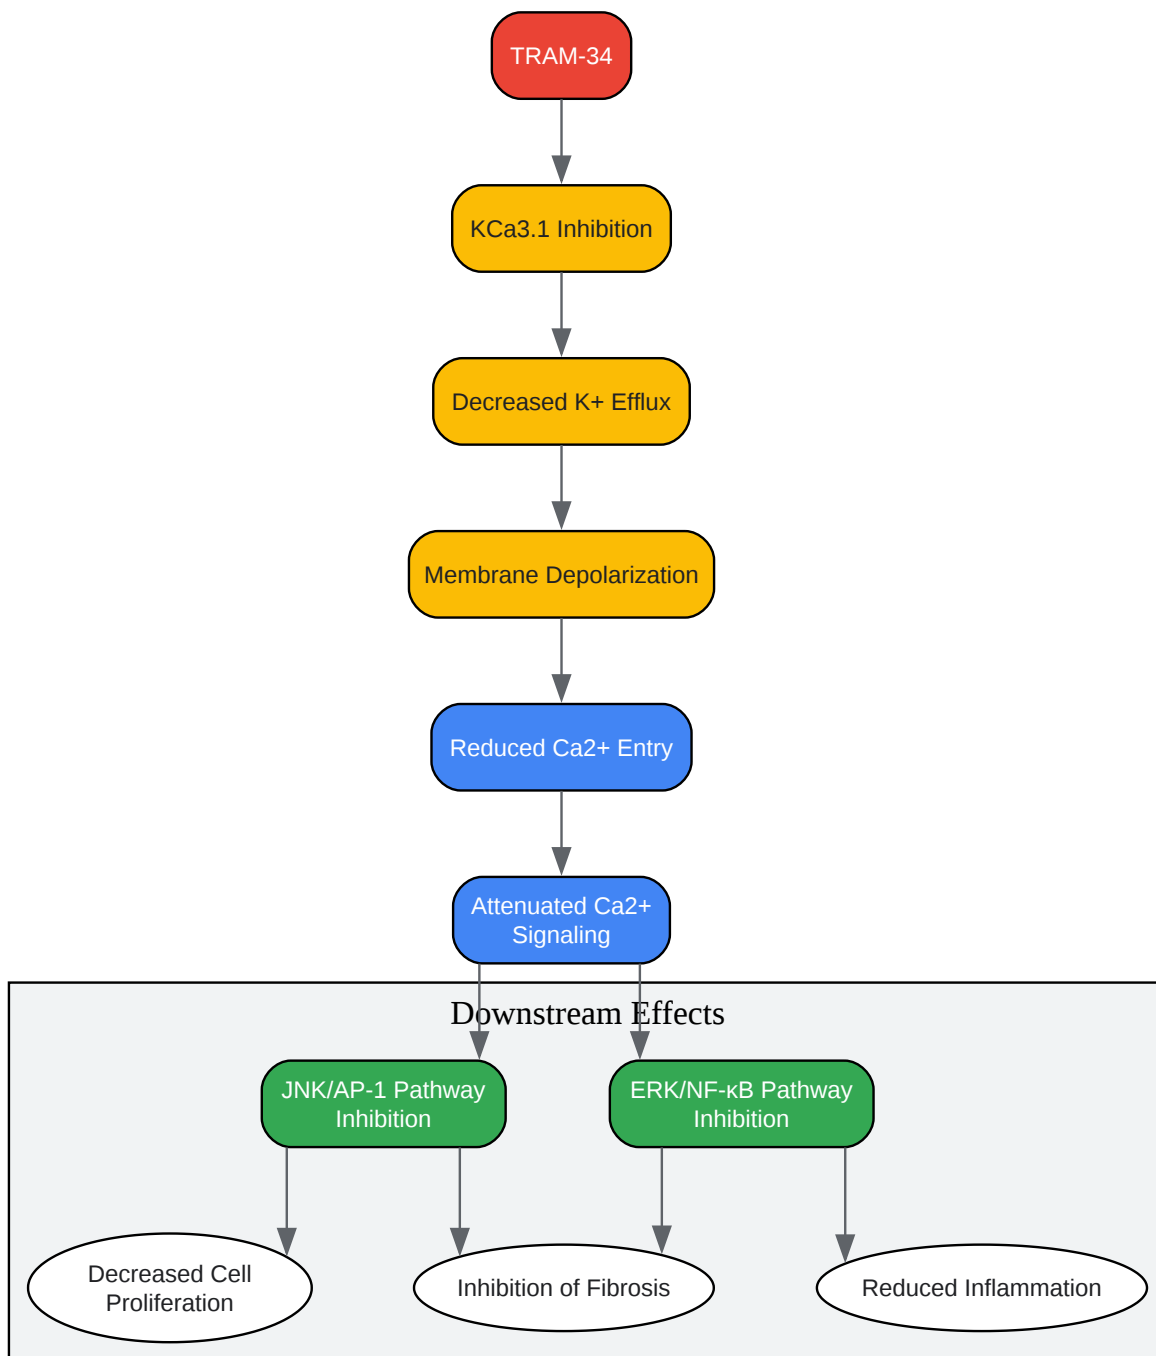 TRAM-34
KCa3.1 Inhibition
Decreased K+ Efflux
Membrane Depolarization
Reduced Ca2+ Entry
Attenuated Ca2+
Signaling
Downstream Effects
JNK/AP-1 Pathway
Inhibition
ERK/NF-κB Pathway
Inhibition
Decreased Cell
Proliferation
Inhibition of Fibrosis
Reduced Inflammation